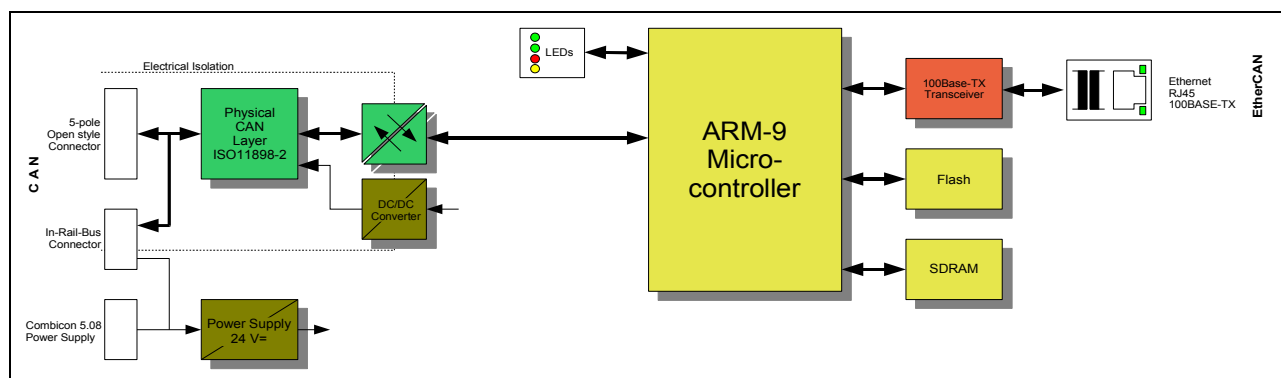 CAN
Electrical Isolation
5-pole
Open style
Connector
Physical
CAN
Layer
ISO11898-2
In-Rail-Bus
Connector
DC/DC
Converter
Combicon 5.08
Power Supply
Power Supply
24 V=
LEDs
ARM-9
Micro-
controller
100Base-TX
Transceiver
Flash
SDRAM
Ethernet
RJ45
100BASE-TX
EtherCAN